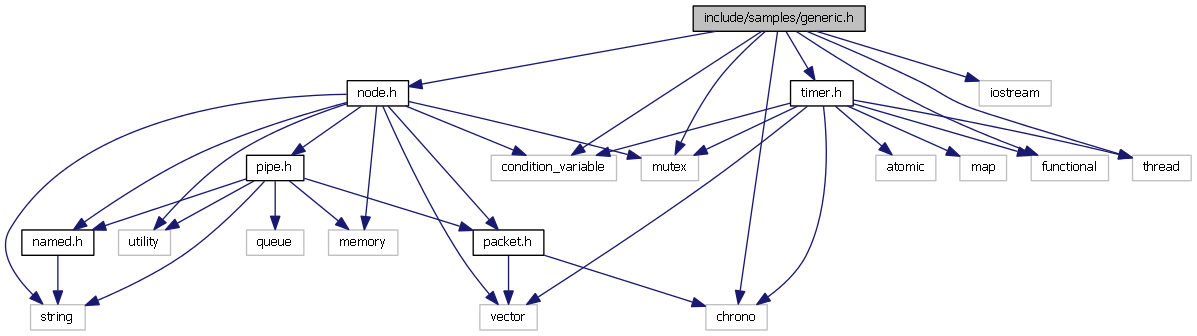 include/samples/generic.h
node.h
timer.h
iostream
pipe.h
condition_variable
mutex
atomic
map
functional
thread
named.h
utility
queue
memory
packet.h
string
vector
chrono